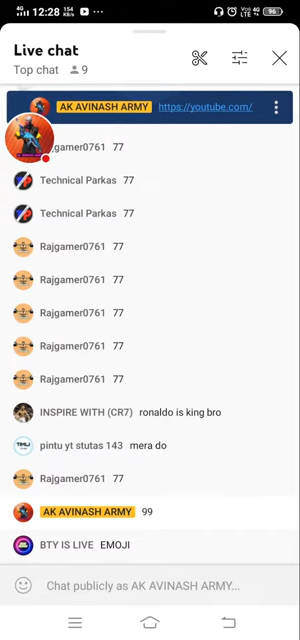 12:28
96
Live chat
Top chat 9
AK AVINASH ARMY https://youtube.com/
gamer0761 77
Technical Parkas 77
Technical Parkas 77
Rajgamer0761 77
Rajgamer0761 77
Rajgamer0761 77
Rajgamer0761 77
Rajgamer0761 77
INSPIRE WITH (CR7) ronaldo is king bro
pintu yt stutas 143 mera do
Rajgamer0761 77
AK AVINASH ARMY 99
BTY IS LIVE EMOJI
Chat publicly as AK AVINASH ARMY...